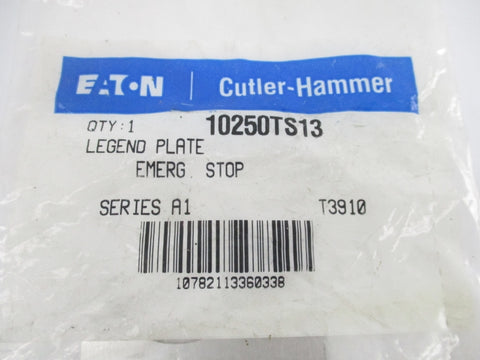 EATON Cutler-Hammer
QTY:1 10250TS13
LEGEND PLATE
EMERG. STOP
SERIES A1 T3910
10782113360338